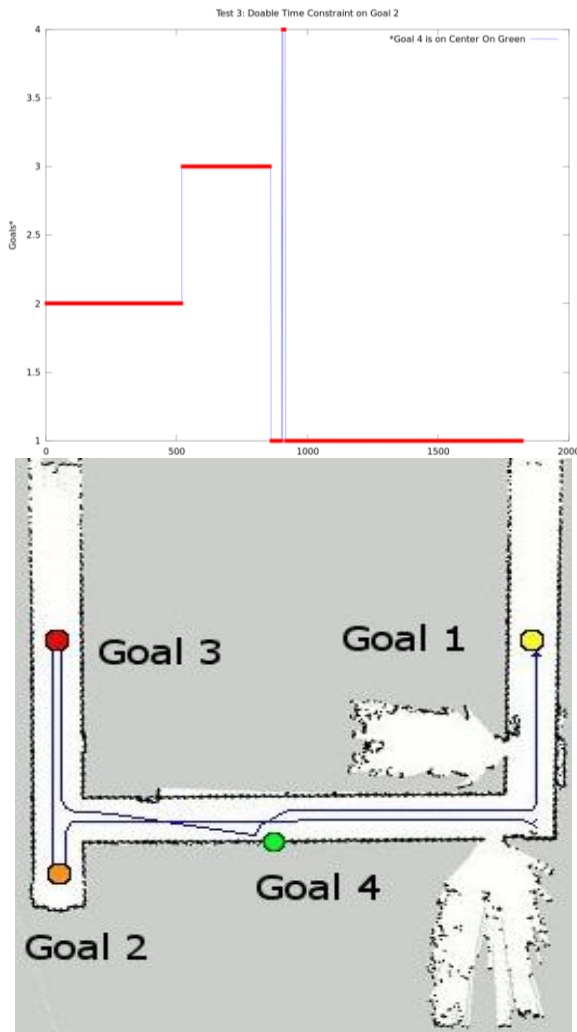 Test 3: Doable Time Constraint on Goal 2
4
*Goal 4 is on Center On Green
3.5
3
2.5
Goals*
2
1.5
1
0 500 1000 1500 2000
Goal 3
Goal 1
Goal 4
Goal 2